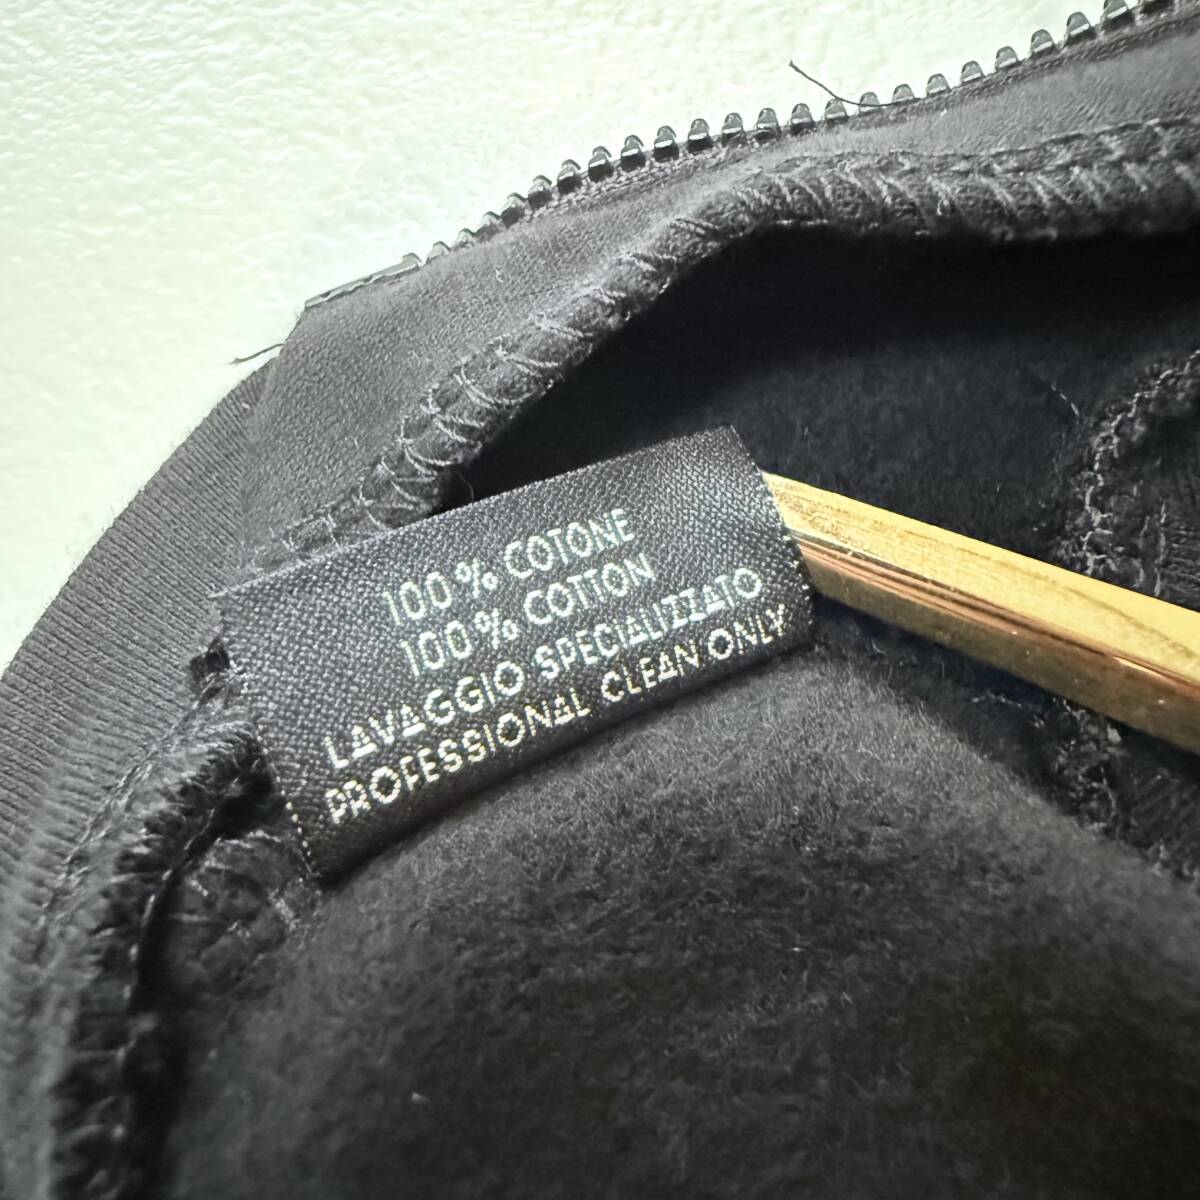 100% COTONE
100% COTTON
LAVAGGIO SPECIALIZZATO
PROFESSIONAL CLEAN ONLY